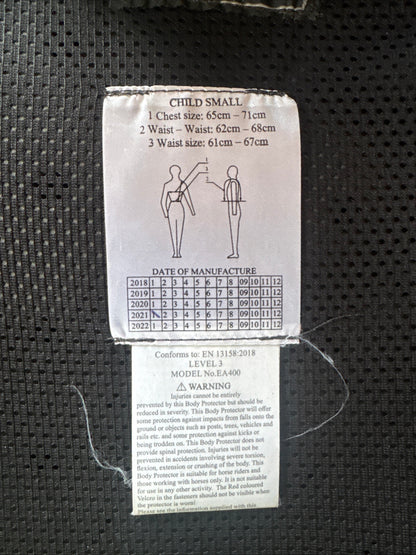 CHILD SMALL
1 Chest size: 65cm – 71cm
2 Waist – Waist: 62cm – 68cm
3 Waist size: 61cm – 67cm
1
2
3
DATE OF MANUFACTURE
2018 1 2 3 4 5 6 7 8 09 10 11 12
2019 1 2 3 4 5 6 7 8 09 10 11 12
2020 1 2 3 4 5 6 7 8 09 10 11 12
2021 1 2 3 4 5 6 7 8 09 10 11 12
2022 1 2 3 4 5 6 7 8 09 10 11 12
Conforms to: EN 13158:2018
LEVEL 3
MODEL No.EA400
⚠ WARNING
Injuries cannot be entirely
prevented by this Body Protector but should be
reduced in severity. This Body Protector will offer
some protection against impacts from falls onto the
ground or objects such as posts, trees, vehicles and
rails etc. and some protection against kicks or
being trodden on. This Body Protector does not
provide spinal protection. Injuries will not be
prevented in accidents involving severe torsion,
flexion, extension or crushing of the body. This
Body Protector is suitable for horse riders and
those working with horses only. It is not suitable
for use in any other activity. The Red coloured
Velcro in the fasteners should not be visible when
the protector is worn!
Please see the information supplied with this